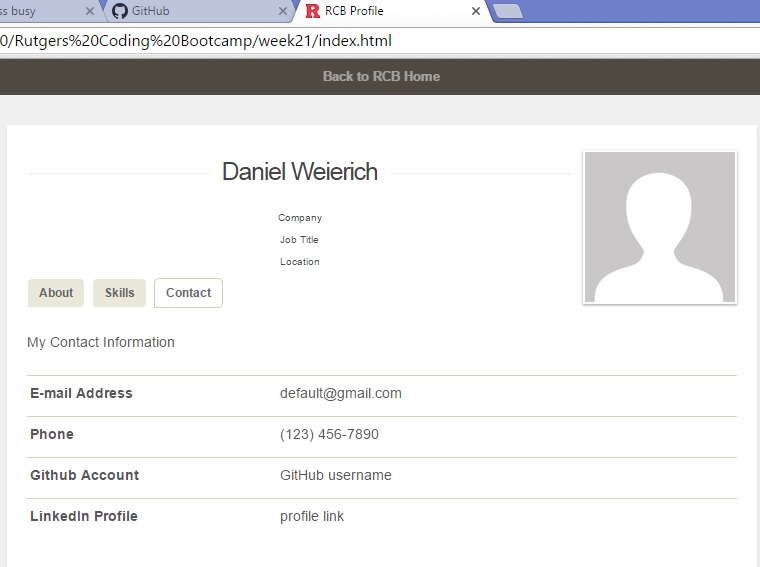 ss busy GitHub RCB Profile
0/Rutgers%20Coding%20Bootcamp/week21/index.html
Back to RCB Home
Daniel Weierich
Company
Job Title
Location
About Skills Contact
My Contact Information
E-mail Address default@gmail.com
Phone (123) 456-7890
Github Account GitHub username
LinkedIn Profile profile link